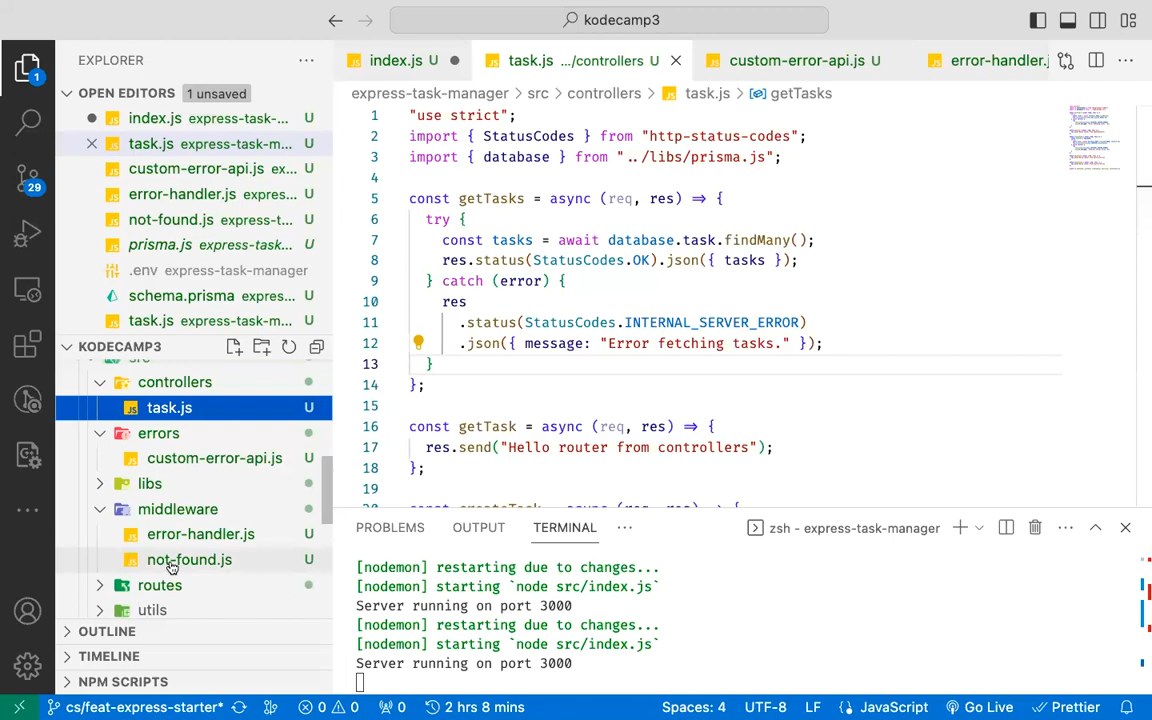 kodecamp3
EXPLORER
index.js U
task.js .../controllers U
custom-error-api.js U
error-handler.j
OPEN EDITORS 1 unsaved
index.js express-task-...
task.js express-task-m... U
custom-error-api.js ex... U
error-handler.js expres... U
not-found.js express-t... U
prisma.js express-task... U
.env express-task-manager
schema.prisma expres... U
task.js express-task-m... U
KODECAMP3
src
controllers
task.js U
errors
custom-error-api.js U
libs
middleware
error-handler.js U
not-found.js U
routes
utils
OUTLINE
TIMELINE
NPM SCRIPTS
1
29
express-task-manager > src > controllers > JS task.js > getTasks
1 "use strict";
2 import { StatusCodes } from "http-status-codes";
3 import { database } from "../libs/prisma.js";
4
5 const getTasks = async (req, res) => {
6 try {
7 const tasks = await database.task.findMany();
8 res.status(StatusCodes.OK).json({ tasks });
9 } catch (error) {
10 res
11 .status(StatusCodes.INTERNAL_SERVER_ERROR)
12 .json({ message: "Error fetching tasks." });
13 }
14 };
15
16 const getTask = async (req, res) => {
17 res.send("Hello router from controllers");
18 };
19
PROBLEMS OUTPUT TERMINAL ... zsh - express-task-manager
[nodemon] restarting due to changes...
[nodemon] starting `node src/index.js`
Server running on port 3000
[nodemon] restarting due to changes...
[nodemon] starting `node src/index.js`
Server running on port 3000
cs/feat-express-starter* 0 0 0 2 hrs 8 mins Spaces: 4 UTF-8 LF JavaScript Go Live Prettier